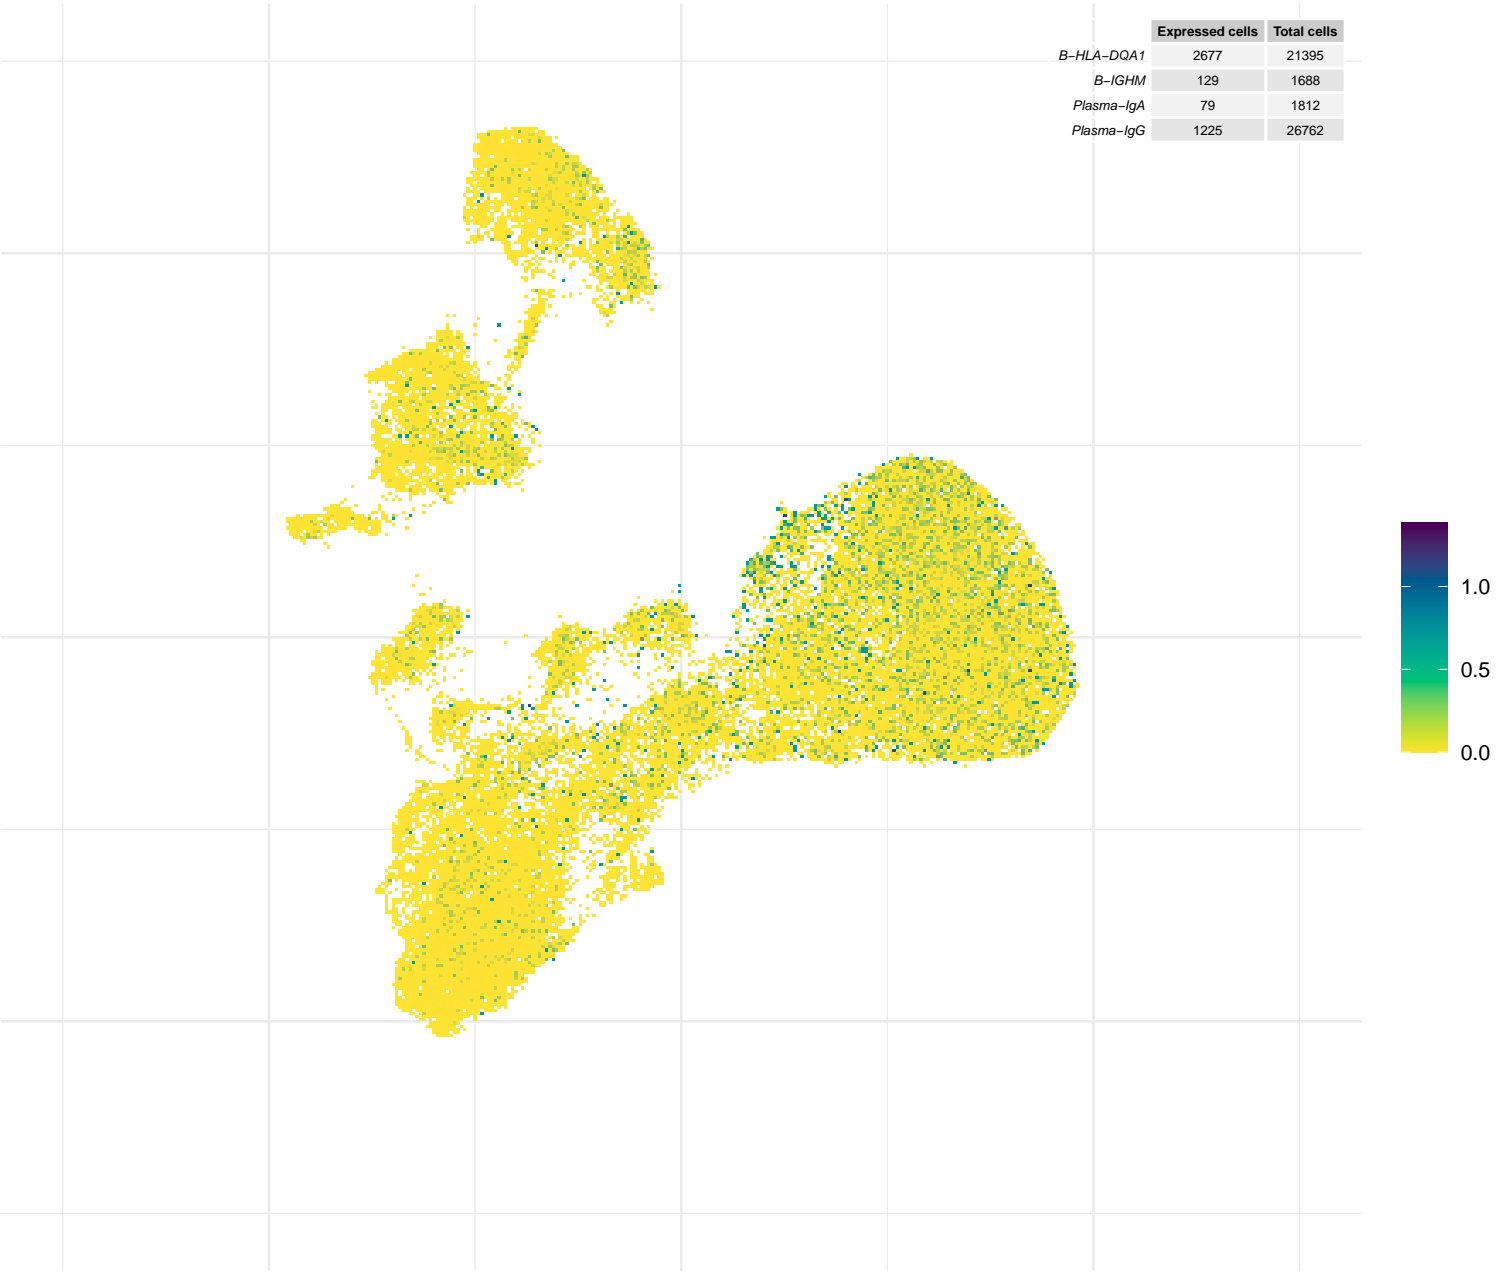 Expressed cells Total cells
B−HLA−DQA1 2677 21395
B−IGHM 129 1688
Plasma−IgA 79 1812
Plasma−IgG 1225 26762
1.0
0.5
0.0